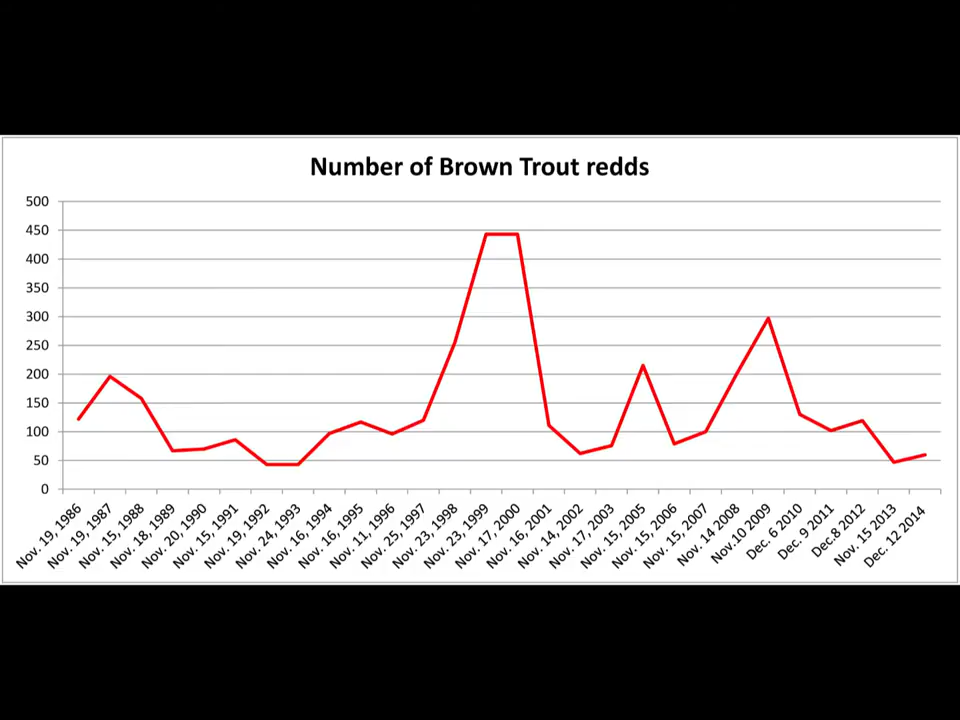 Number of Brown Trout redds
500
450
400
350
300
250
200
150
100
50
0
Nov. 19, 1986
Nov. 19, 1987
Nov. 15, 1988
Nov. 18, 1989
Nov. 20, 1990
Nov. 15, 1991
Nov. 19, 1992
Nov. 24, 1993
Nov. 16, 1994
Nov. 16, 1995
Nov. 11, 1996
Nov. 25, 1997
Nov. 23, 1998
Nov. 23, 1999
Nov. 17, 2000
Nov. 16, 2001
Nov. 14, 2002
Nov. 17, 2003
Nov. 15, 2005
Nov. 15, 2006
Nov. 15, 2007
Nov. 14 2008
Nov.10 2009
Dec. 6 2010
Dec. 9 2011
Dec.8 2012
Nov. 15 2013
Dec. 12 2014